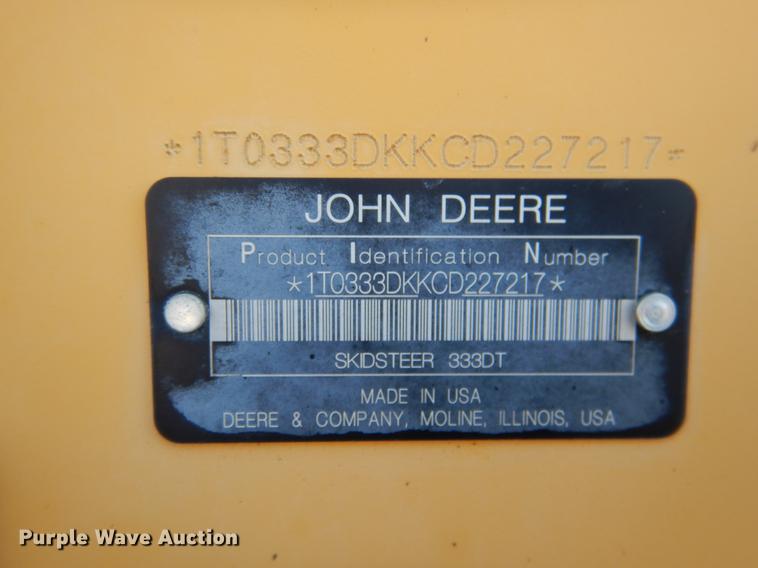 *1T0333DKKCD227217*
JOHN DEERE
Product Identification Number
*1T0333DKKCD227217*
SKIDSTEER 333DT
MADE IN USA
DEERE & COMPANY, MOLINE, ILLINOIS, USA
Purple Wave Auction